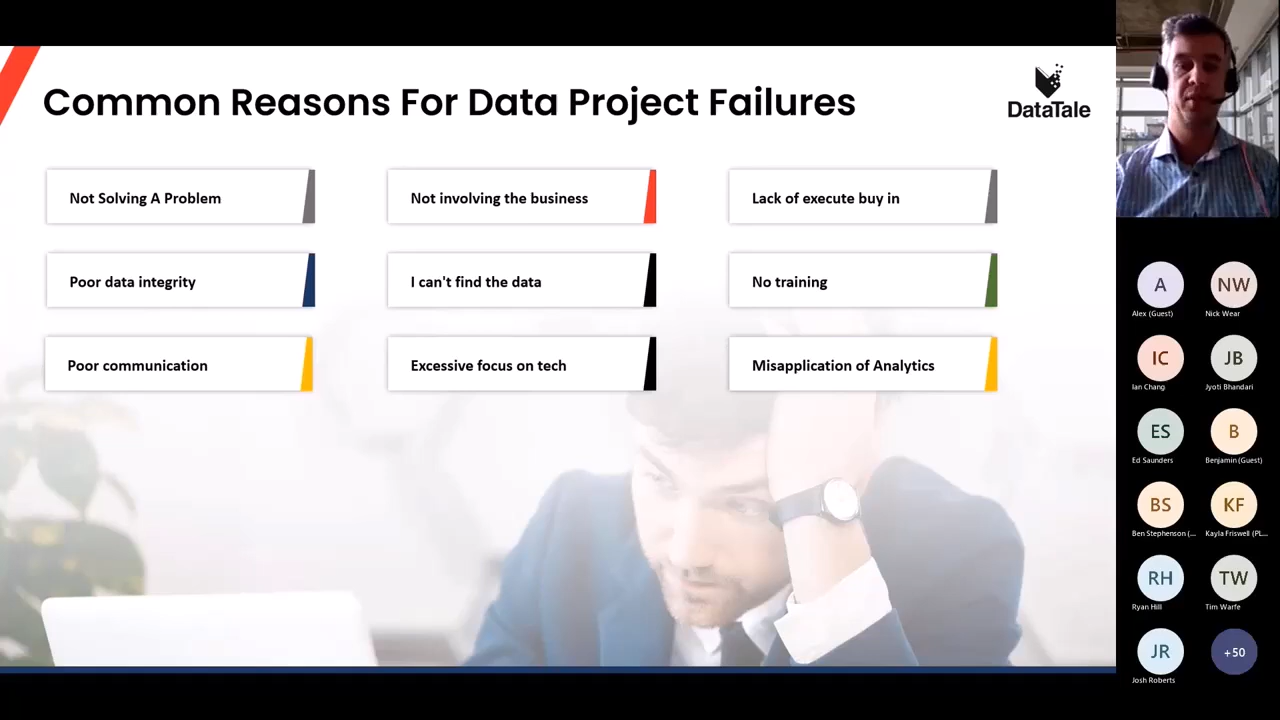 Common Reasons For Data Project Failures
DataTale
Not Solving A Problem
Not involving the business
Lack of execute buy in
Poor data integrity
I can't find the data
No training
Poor communication
Excessive focus on tech
Misapplication of Analytics
A
NW
Alex (Guest)
Nick Wear
IC
JB
Ian Chang
Jyoti Bhandari
ES
B
Ed Saunders
Benjamin (Guest)
BS
KF
Ben Stephenson (...
Kayla Friswell (PL...
RH
TW
Ryan Hill
Tim Warfe
JR
+50
Josh Roberts